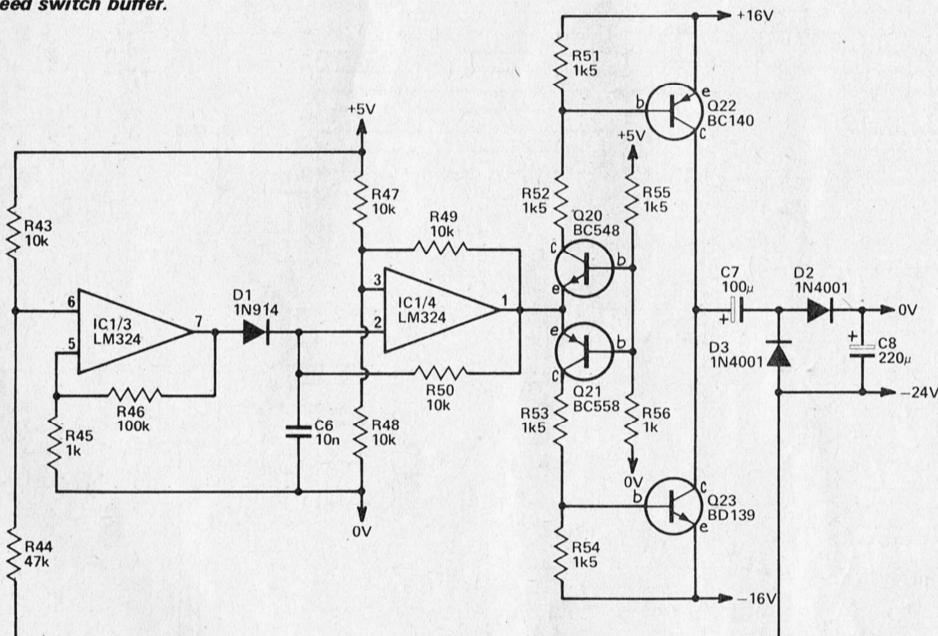 eed switch buffer.
+16V
R51
1k5
b
e
Q22
BC140
c
+5V
+5V
R47
10k
R52
1k5
R55
1k5
R43
10k
R49
10k
Q20
BC548
c
b
e
C7
100µ
+
D2
1N4001
0V
6
IC1/3
LM324
7
5
D1
1N914
3
IC1/4
LM324
1
2
e
b
c
Q21
BC558
D3
1N4001
+
C8
220µ
−24V
R46
100k
R50
10k
R45
1k
C6
10n
R48
10k
R53
1k5
R56
1k
0V
b
c
Q23
BD139
e
0V
R44
47k
R54
1k5
−16V